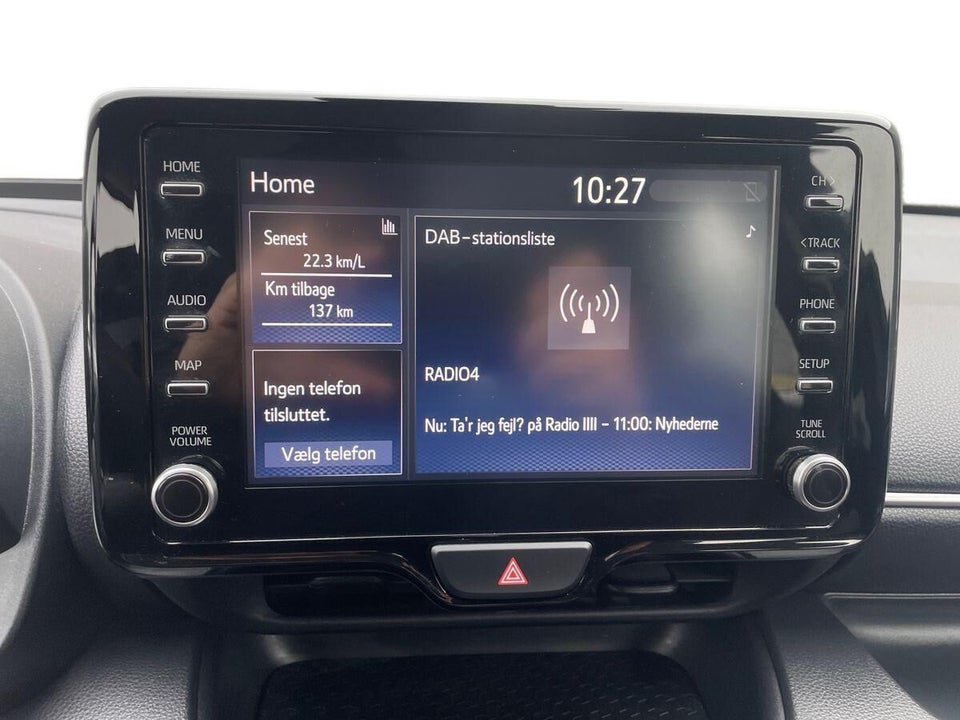 HOME
MENU
AUDIO
MAP
POWER
VOLUME
Home
10:27
Senest
22.3 km/L
Km tilbage
137 km
Ingen telefon
tilsluttet.
Vælg telefon
DAB-stationsliste
RADIO4
Nu: Ta'r jeg fejl? på Radio IIII - 11:00: Nyhederne
CH >
<TRACK
PHONE
SETUP
TUNE
SCROLL